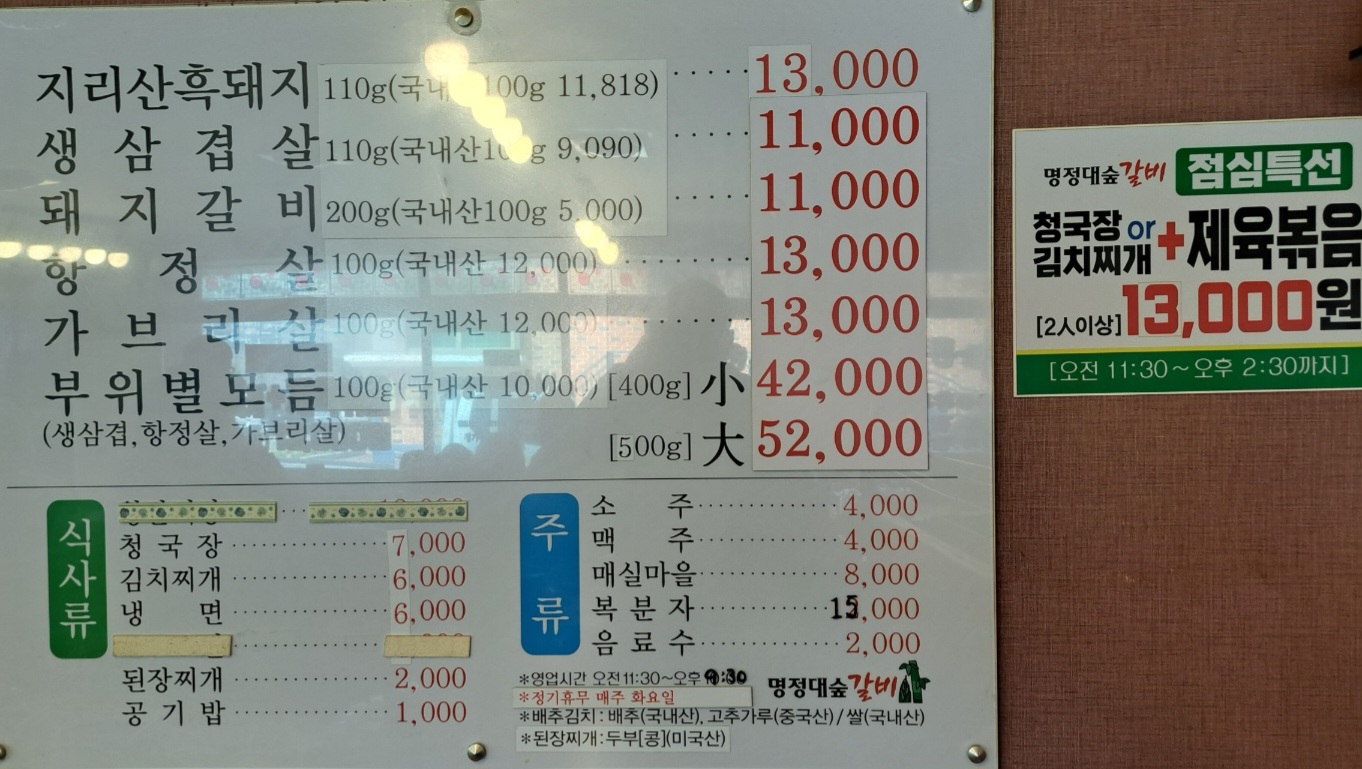 지리산흑돼지 110g(국내 100g 11,818) ····· 13,000
생삼겹살 110g(국내산100g 9,090) ····· 11,000
돼지갈비 200g(국내산100g 5,000) ····· 11,000
항정살 100g(국내산 12,000) ····· 13,000
가브리살 100g(국내산 12,000) ····· 13,000
부위별모듬 100g(국내산 10,000) [400g] 小 42,000
(생삼겹,항정살,가브리살)
[500g] 大 52,000
식사류
청국장 ····· 7,000
김치찌개 ····· 6,000
냉면 ····· 6,000
된장찌개 ····· 2,000
공기밥 ····· 1,000
주류
소주 ····· 4,000
맥주 ····· 4,000
매실마을 ····· 8,000
복분자 ····· 15,000
음료수 ····· 2,000
*영업시간 오전11:30~오후9:30
*정기휴무 매주 화요일
명정대숲갈비
*배추김치:배추(국내산), 고추가루(중국산)/쌀(국내산)
*된장찌개:두부[콩](미국산)
명정대숲갈비 점심특선
청국장 or 김치찌개 + 제육볶음
[2人이상] 13,000원
[오전 11:30~오후 2:30까지]